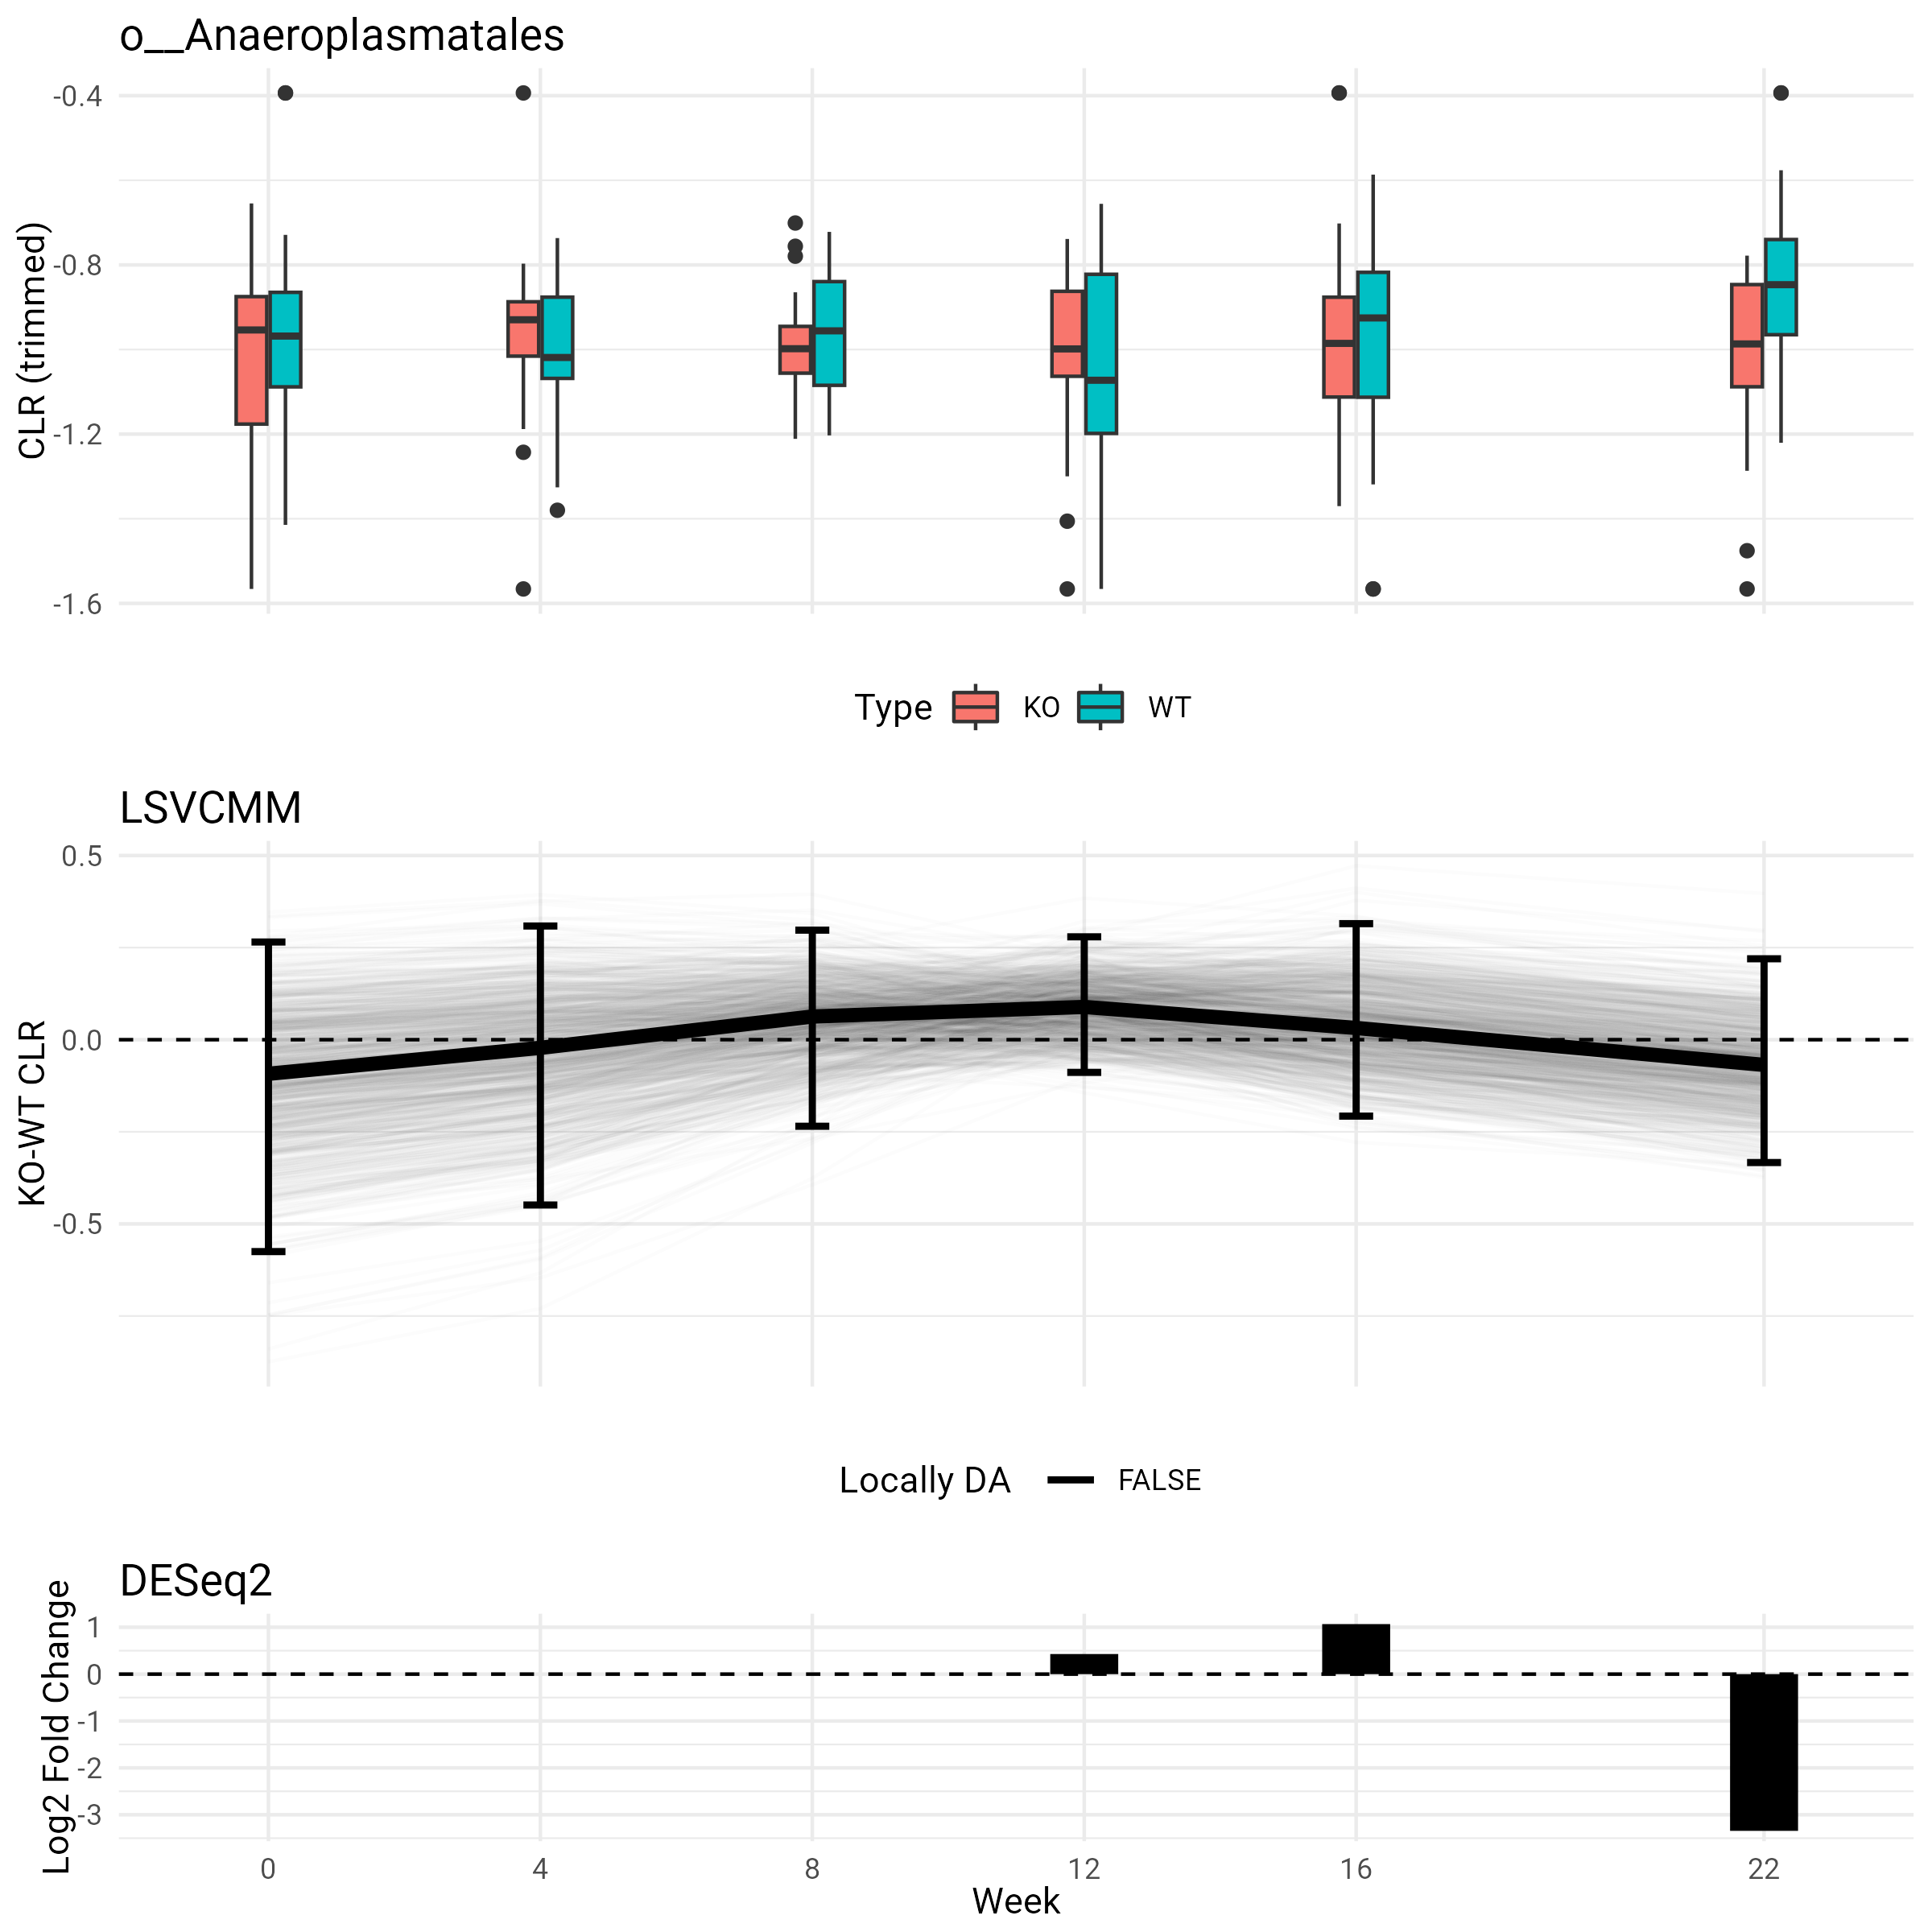 o__Anaeroplasmatales
CLR (trimmed)
-0.4
-0.8
-1.2
-1.6
Type KO WT
LSVCMM
KO-WT CLR
0.5
0.0
-0.5
Locally DA FALSE
DESeq2
Log2 Fold Change
1
0
-1
-2
-3
0 4 8 12 16 22
Week